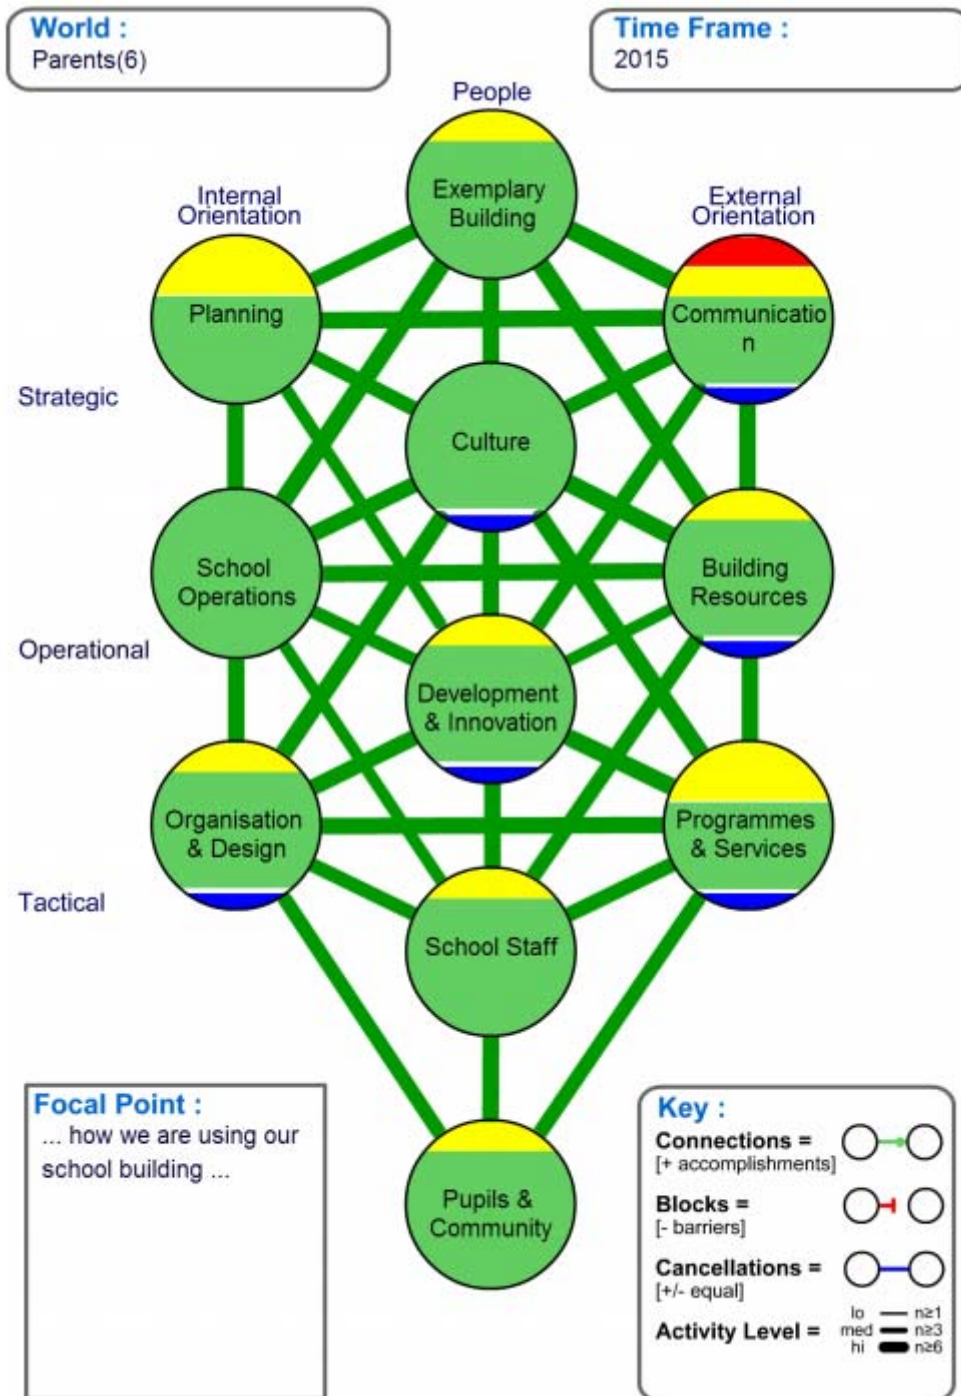 World :
Parents(6)
Time Frame :
2015
People
Internal
Orientation
External
Orientation
Exemplary
Building
Planning
Communicatio
n
Strategic
Culture
School
Operations
Building
Resources
Operational
Development
& Innovation
Organisation
& Design
Programmes
& Services
Tactical
School Staff
Pupils &
Community
Focal Point :
... how we are using our
school building ...
Key :
Connections =
[+ accomplishments]
Blocks =
[- barriers]
Cancellations =
[+/- equal]
Activity Level =
lo n≥1
med n≥3
hi n≥6